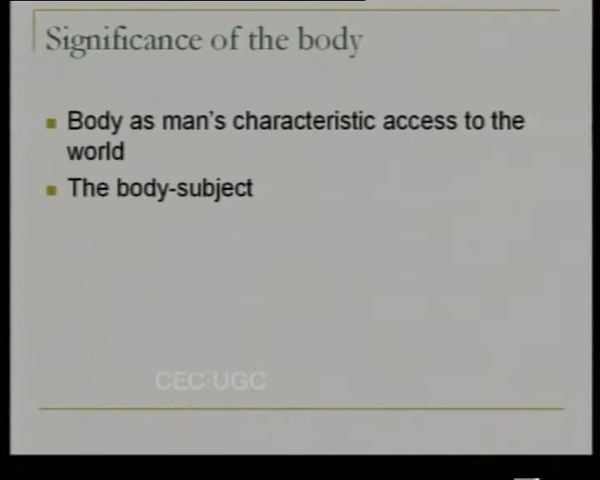 Significance of the body
Body as man's characteristic access to the
world
The body-subject
CEC-UGC